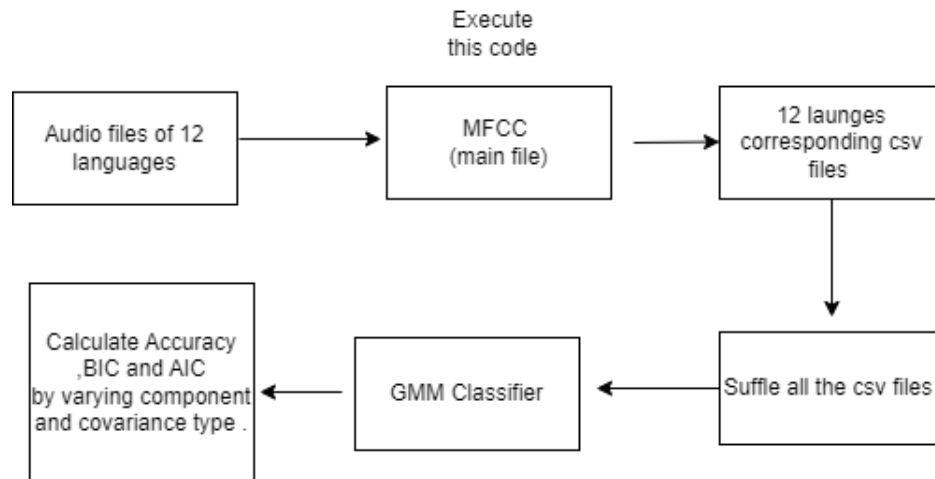 Execute
this code
Audio files of 12
languages
MFCC
(main file)
12 launges
corresponding csv
files
Suffle all the csv files
GMM Classifier
Calculate Accuracy
,BIC and AIC
by varying component
and covariance type .